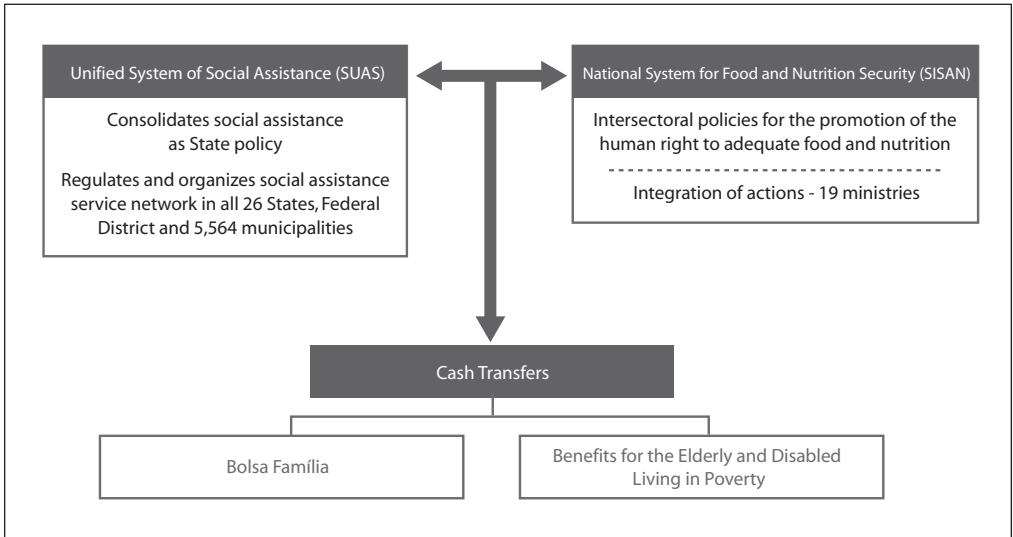 Unified System of Social Assistance (SUAS)
Consolidates social assistance
as State policy
Regulates and organizes social assistance
service network in all 26 States, Federal
District and 5,564 municipalities
National System for Food and Nutrition Security (SISAN)
Intersectoral policies for the promotion of the
human right to adequate food and nutrition
Integration of actions - 19 ministries
Cash Transfers
Bolsa Família
Benefits for the Elderly and Disabled
Living in Poverty